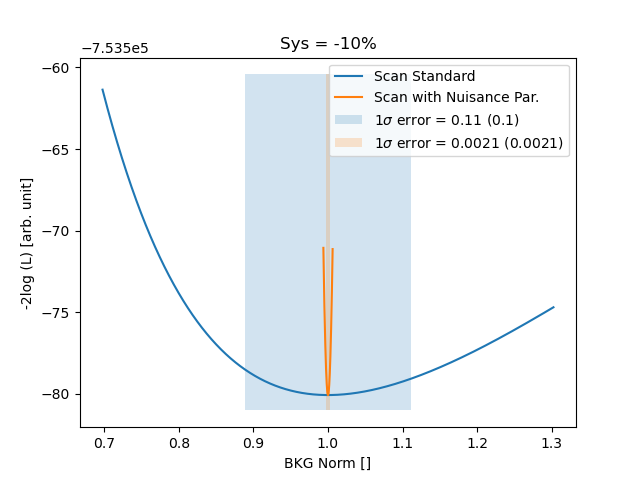 Sys = -10%
−7.535e5
Scan Standard
Scan with Nuisance Par.
1σ error = 0.11 (0.1)
1σ error = 0.0021 (0.0021)
-2log (L) [arb. unit]
−60
−65
−70
−75
−80
0.7 0.8 0.9 1.0 1.1 1.2 1.3
BKG Norm []